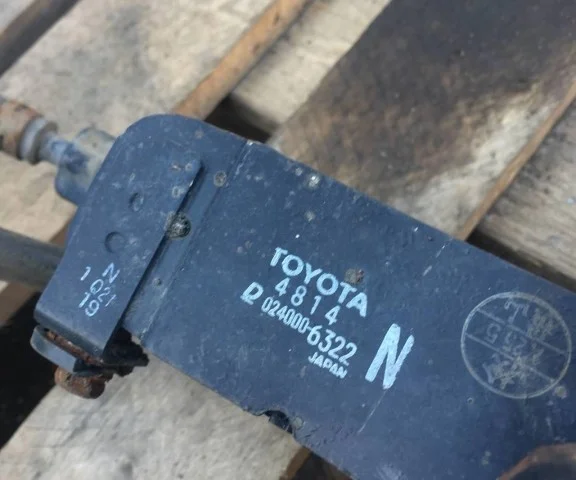 TOYOTA
4814
D 024000-6322
JAPAN
N
N
1 021
19